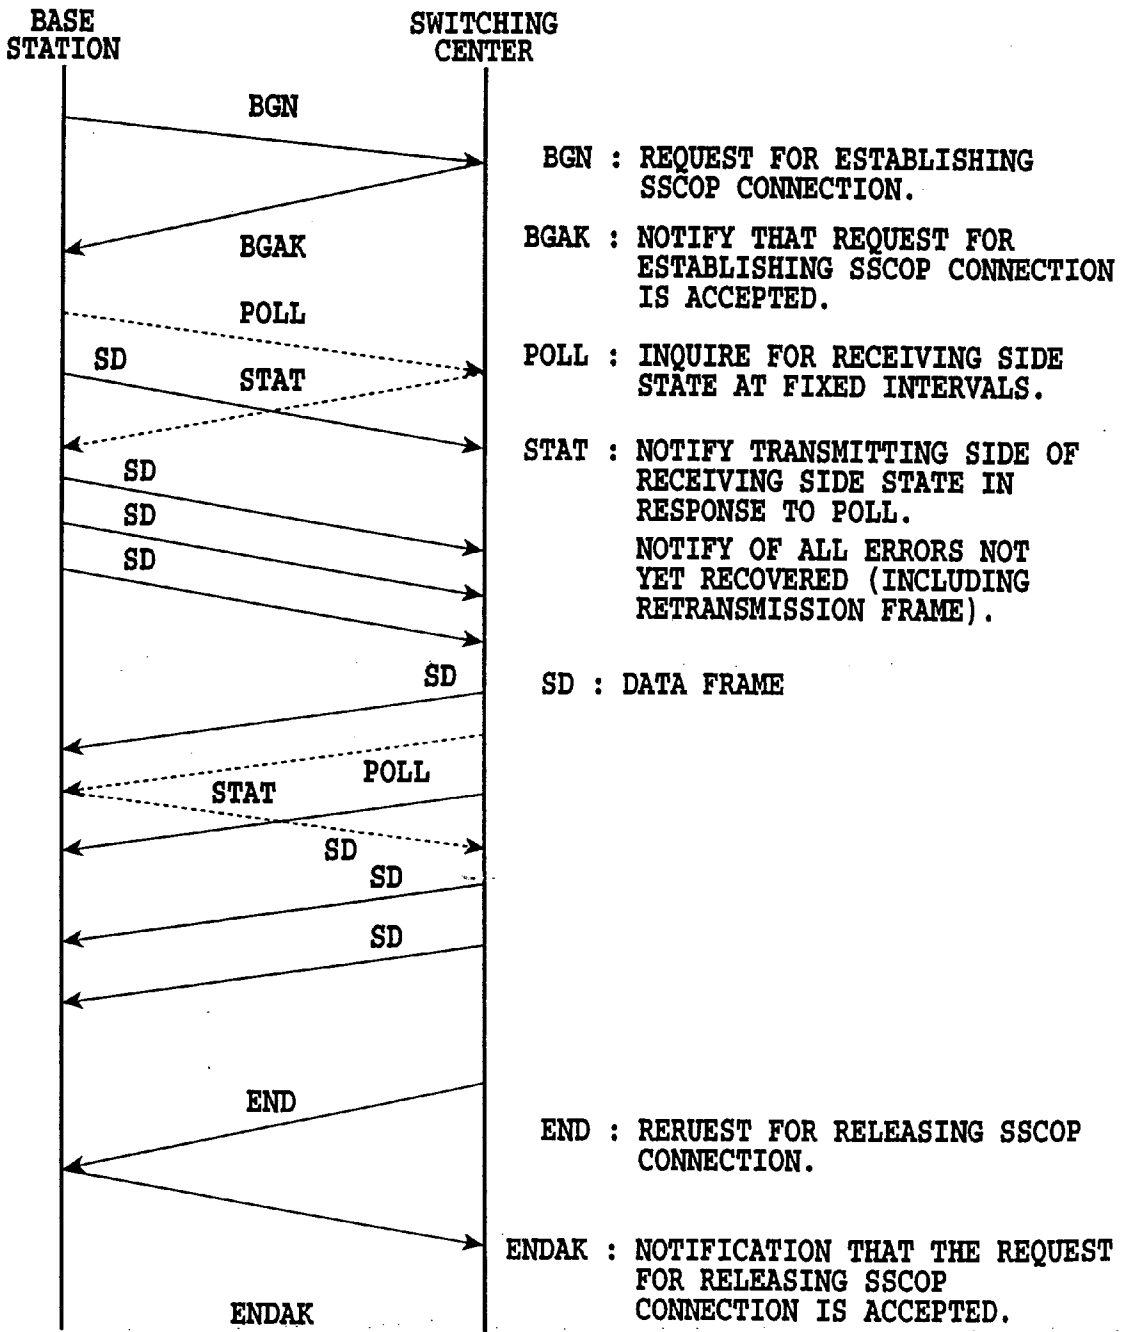 BASE
STATION
SWITCHING
CENTER
BGN
BGN : REQUEST FOR ESTABLISHING
SSCOP CONNECTION.
BGAK
BGAK : NOTIFY THAT REQUEST FOR
ESTABLISHING SSCOP CONNECTION
IS ACCEPTED.
POLL
SD
STAT
POLL : INQUIRE FOR RECEIVING SIDE
STATE AT FIXED INTERVALS.
STAT : NOTIFY TRANSMITTING SIDE OF
RECEIVING SIDE STATE IN
RESPONSE TO POLL.
NOTIFY OF ALL ERRORS NOT
YET RECOVERED (INCLUDING
RETRANSMISSION FRAME).
SD
SD
SD
SD
SD : DATA FRAME
POLL
STAT
SD
SD
SD
END
END : RERUEST FOR RELEASING SSCOP
CONNECTION.
ENDAK : NOTIFICATION THAT THE REQUEST
FOR RELEASING SSCOP
CONNECTION IS ACCEPTED.
ENDAK